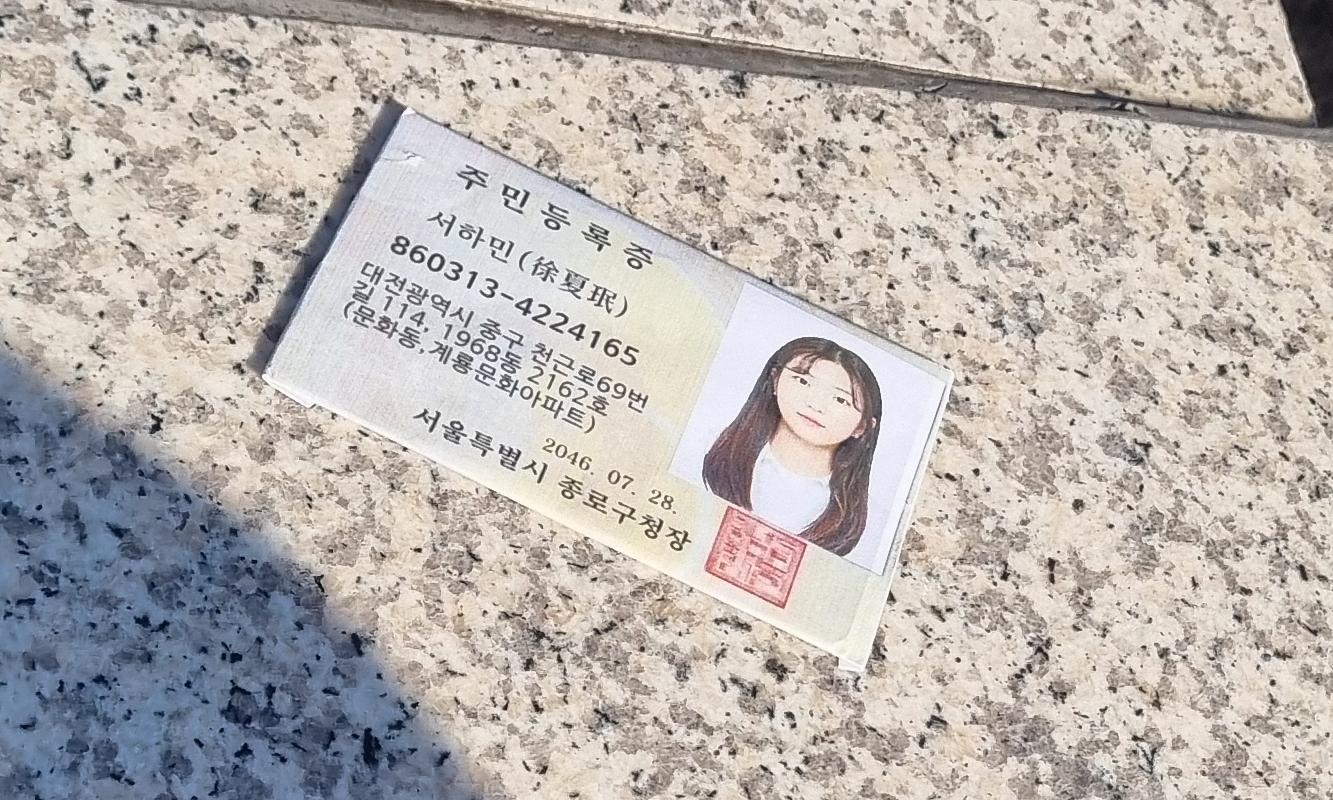 주민등록증
서하민(徐夏珉)
860313-4224165
대전광역시 중구 천근로69번
길 114, 1968동 2162호
(문화동,계룡문화아파트)
2046. 07. 28.
서울특별시 종로구청장